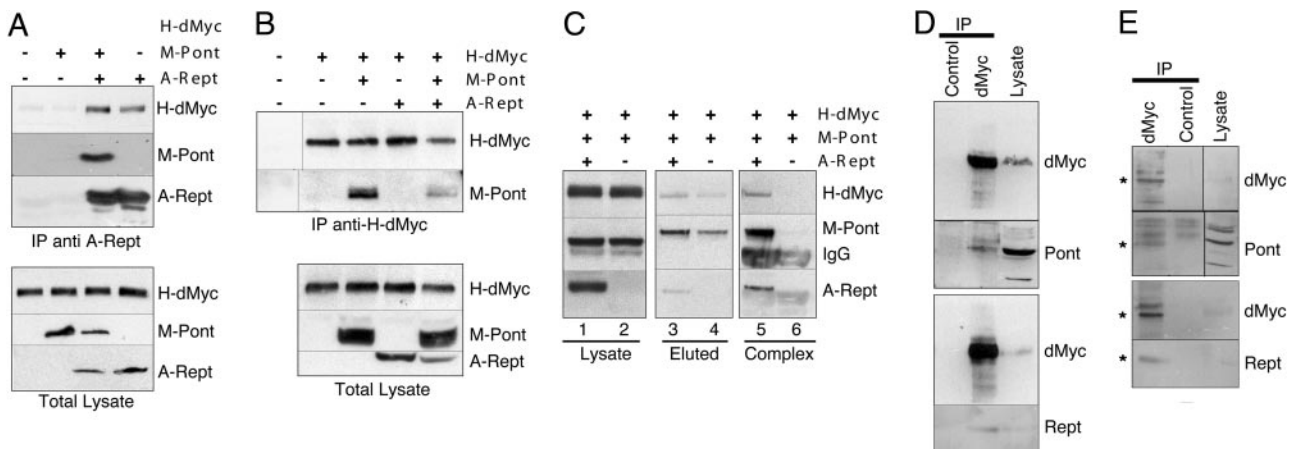 A
H-dMyc
- + + - M-Pont
- - + + A-Rept
H-dMyc
M-Pont
A-Rept
IP anti A-Rept
H-dMyc
M-Pont
A-Rept
Total Lysate
B
- + + + + H-dMyc
- - + - + M-Pont
- - - + + A-Rept
H-dMyc
M-Pont
IP anti-H-dMyc
H-dMyc
M-Pont
A-Rept
Total Lysate
C
+ + + + + + H-dMyc
+ + + + + + M-Pont
+ - + - + - A-Rept
H-dMyc
M-Pont
IgG
A-Rept
1 2 3 4 5 6
Lysate Eluted Complex
D
IP
Control dMyc Lysate
dMyc
Pont
dMyc
Rept
E
IP
dMyc Control Lysate
* dMyc
* Pont
* dMyc
* Rept